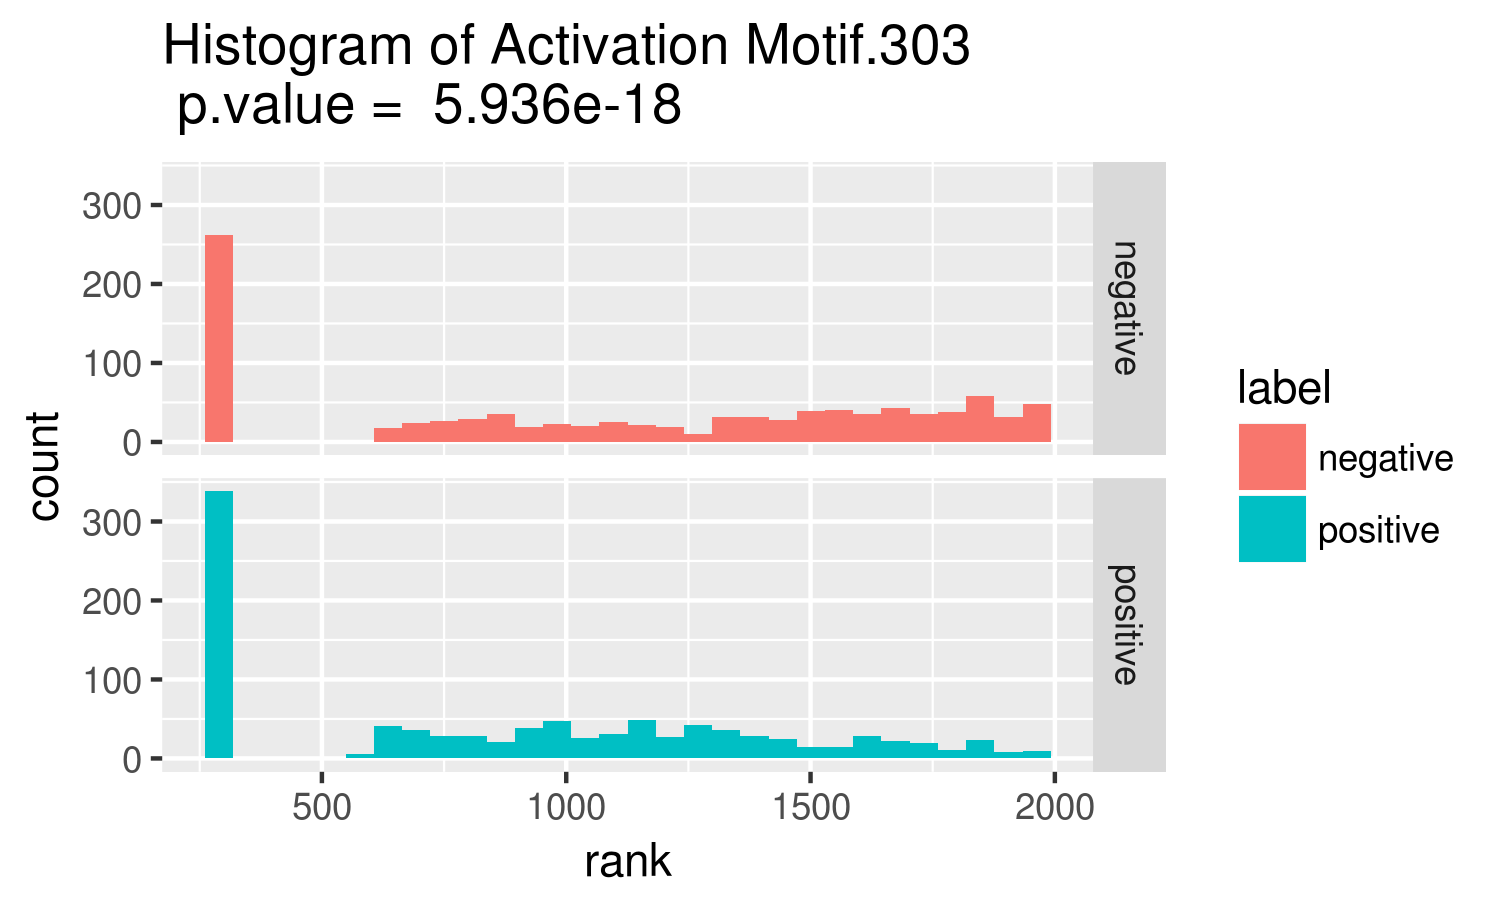 Histogram of Activation Motif.303
p.value = 5.936e-18
count
300
200
100
0
negative
300
200
100
0
positive
500 1000 1500 2000
rank
label
negative
positive